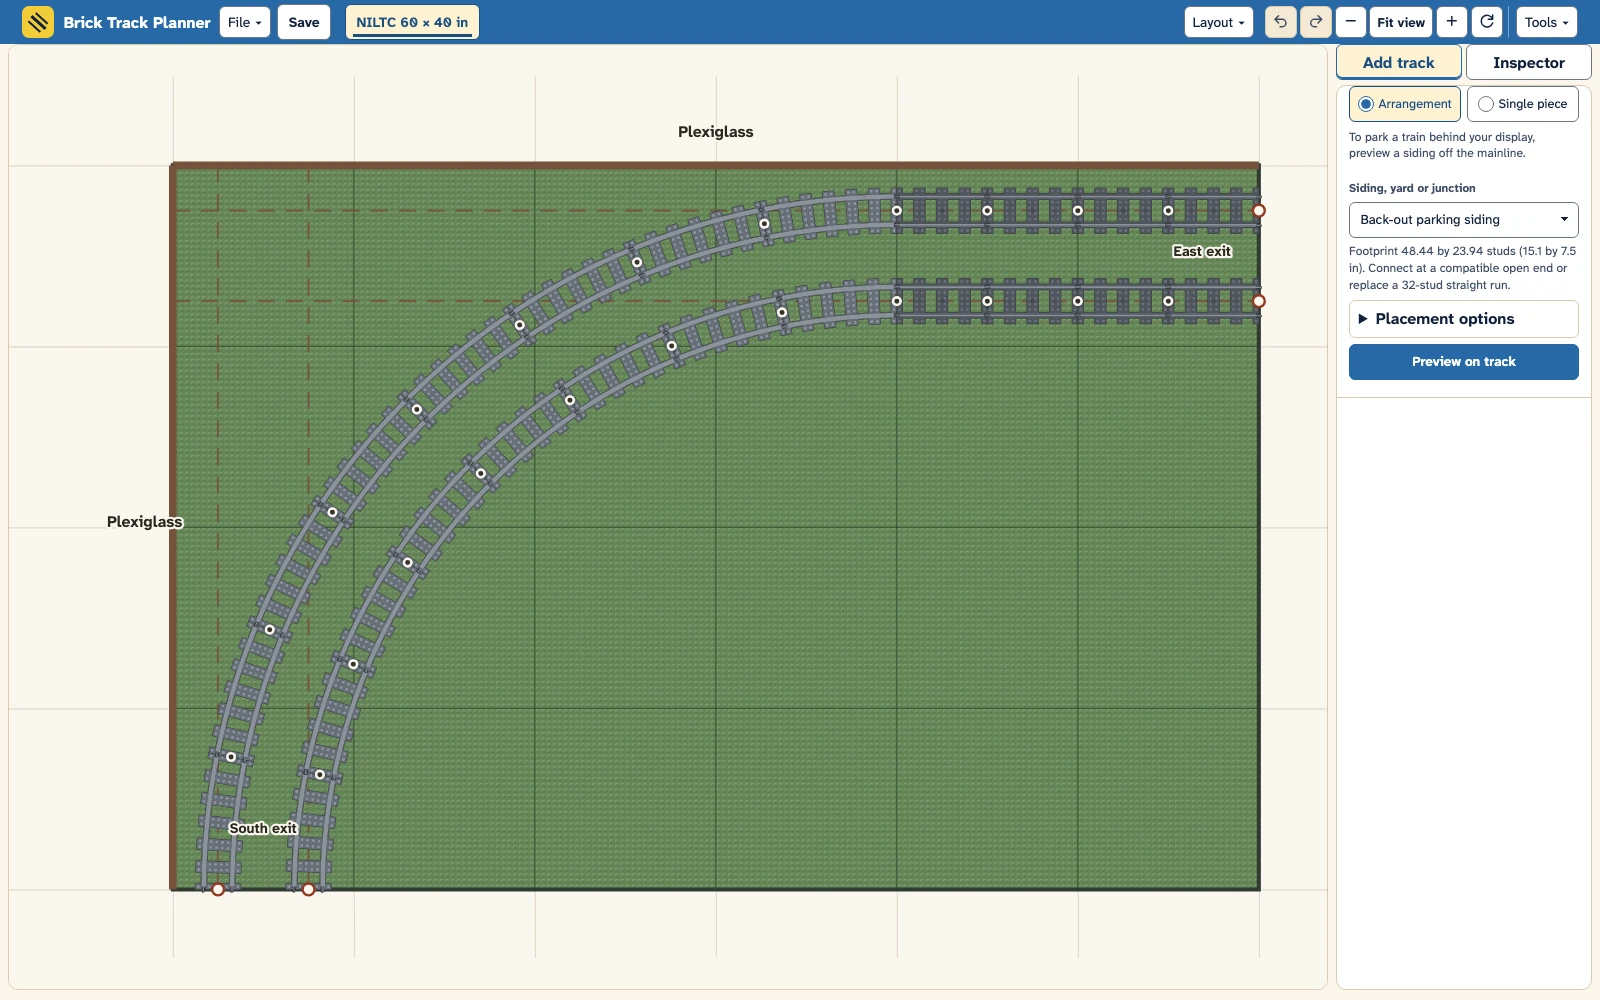 Brick Track Planner
File
Save
NILTC 60 × 40 in
Layout
Fit view
Tools
Add track
Inspector
Arrangement
Single piece
To park a train behind your display,
preview a siding off the mainline.
Siding, yard or junction
Back-out parking siding
Footprint 48.44 by 23.94 studs (15.1 by 7.5
in). Connect at a compatible open end or
replace a 32-stud straight run.
Placement options
Preview on track
Plexiglass
East exit
Plexiglass
South exit